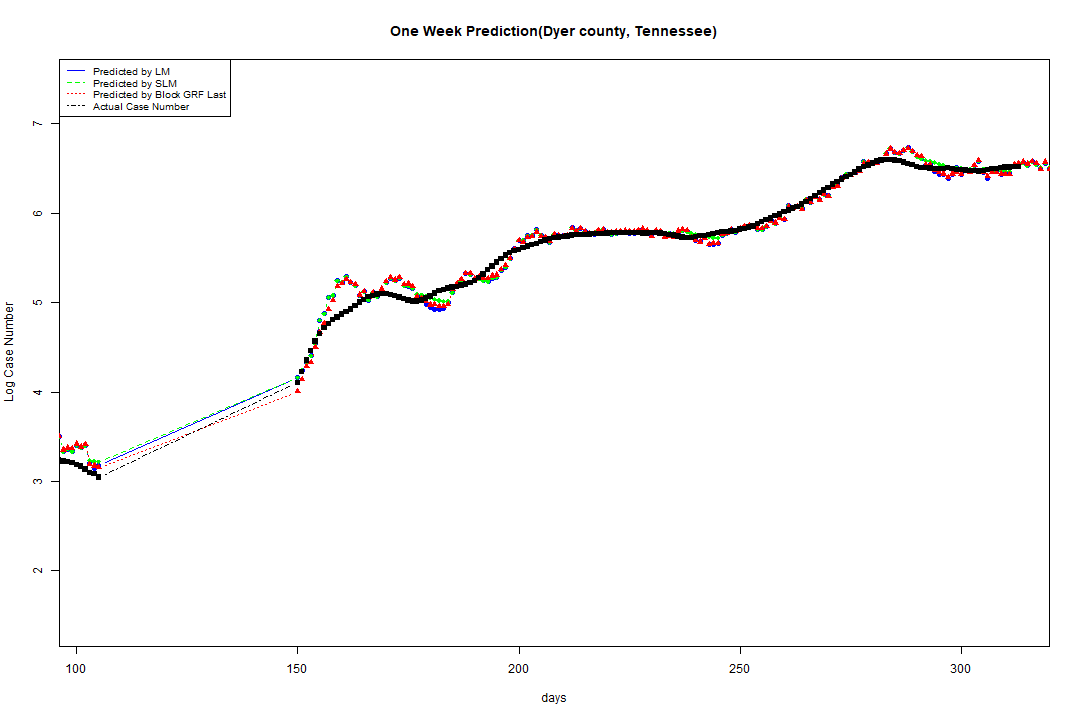 One Week Prediction(Dyer county, Tennessee)
Predicted by LM
Predicted by SLM
Predicted by Block GRF Last
Actual Case Number
7
6
5
4
3
2
Log Case Number
100 150 200 250 300
days